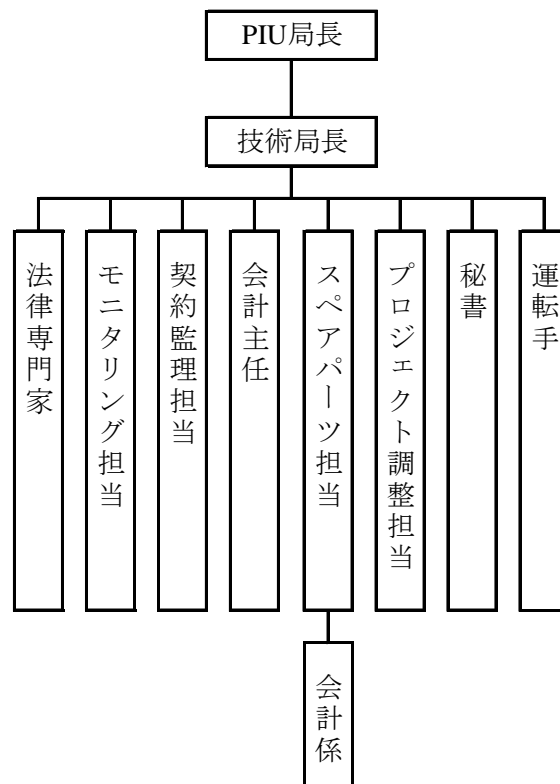 PIU局長
技術局長
法律専門家
モニタリング担当
契約監理担当
会計主任
スペアパーツ担当
プロジェクト調整担当
秘書
運転手
会計係